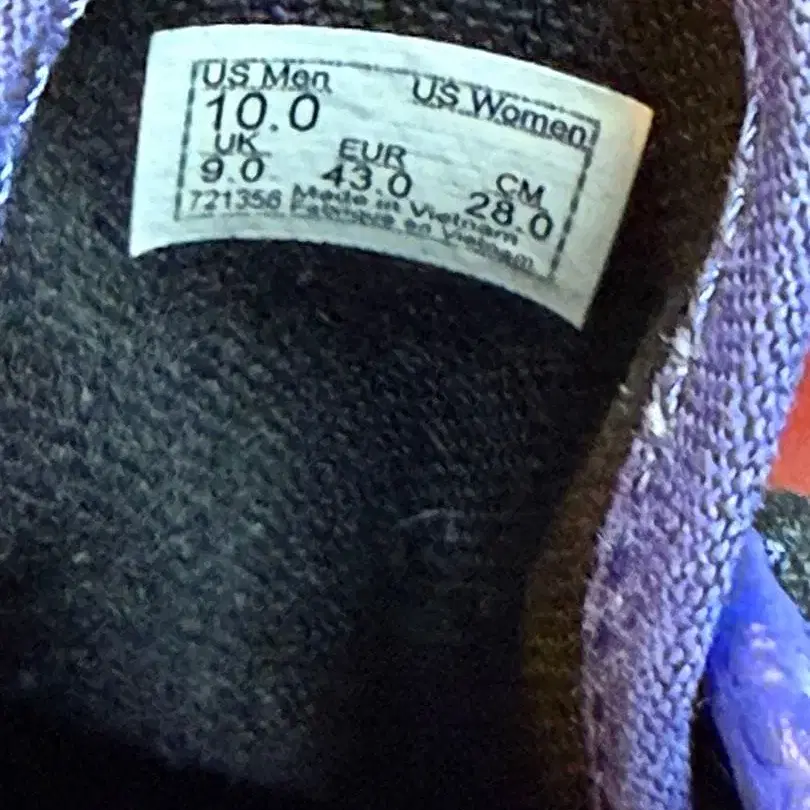 US Men US Women
10.0
UK EUR CM
9.0 43.0 28.0
721356 Made in Vietnam
Fabriqué en Vietnam